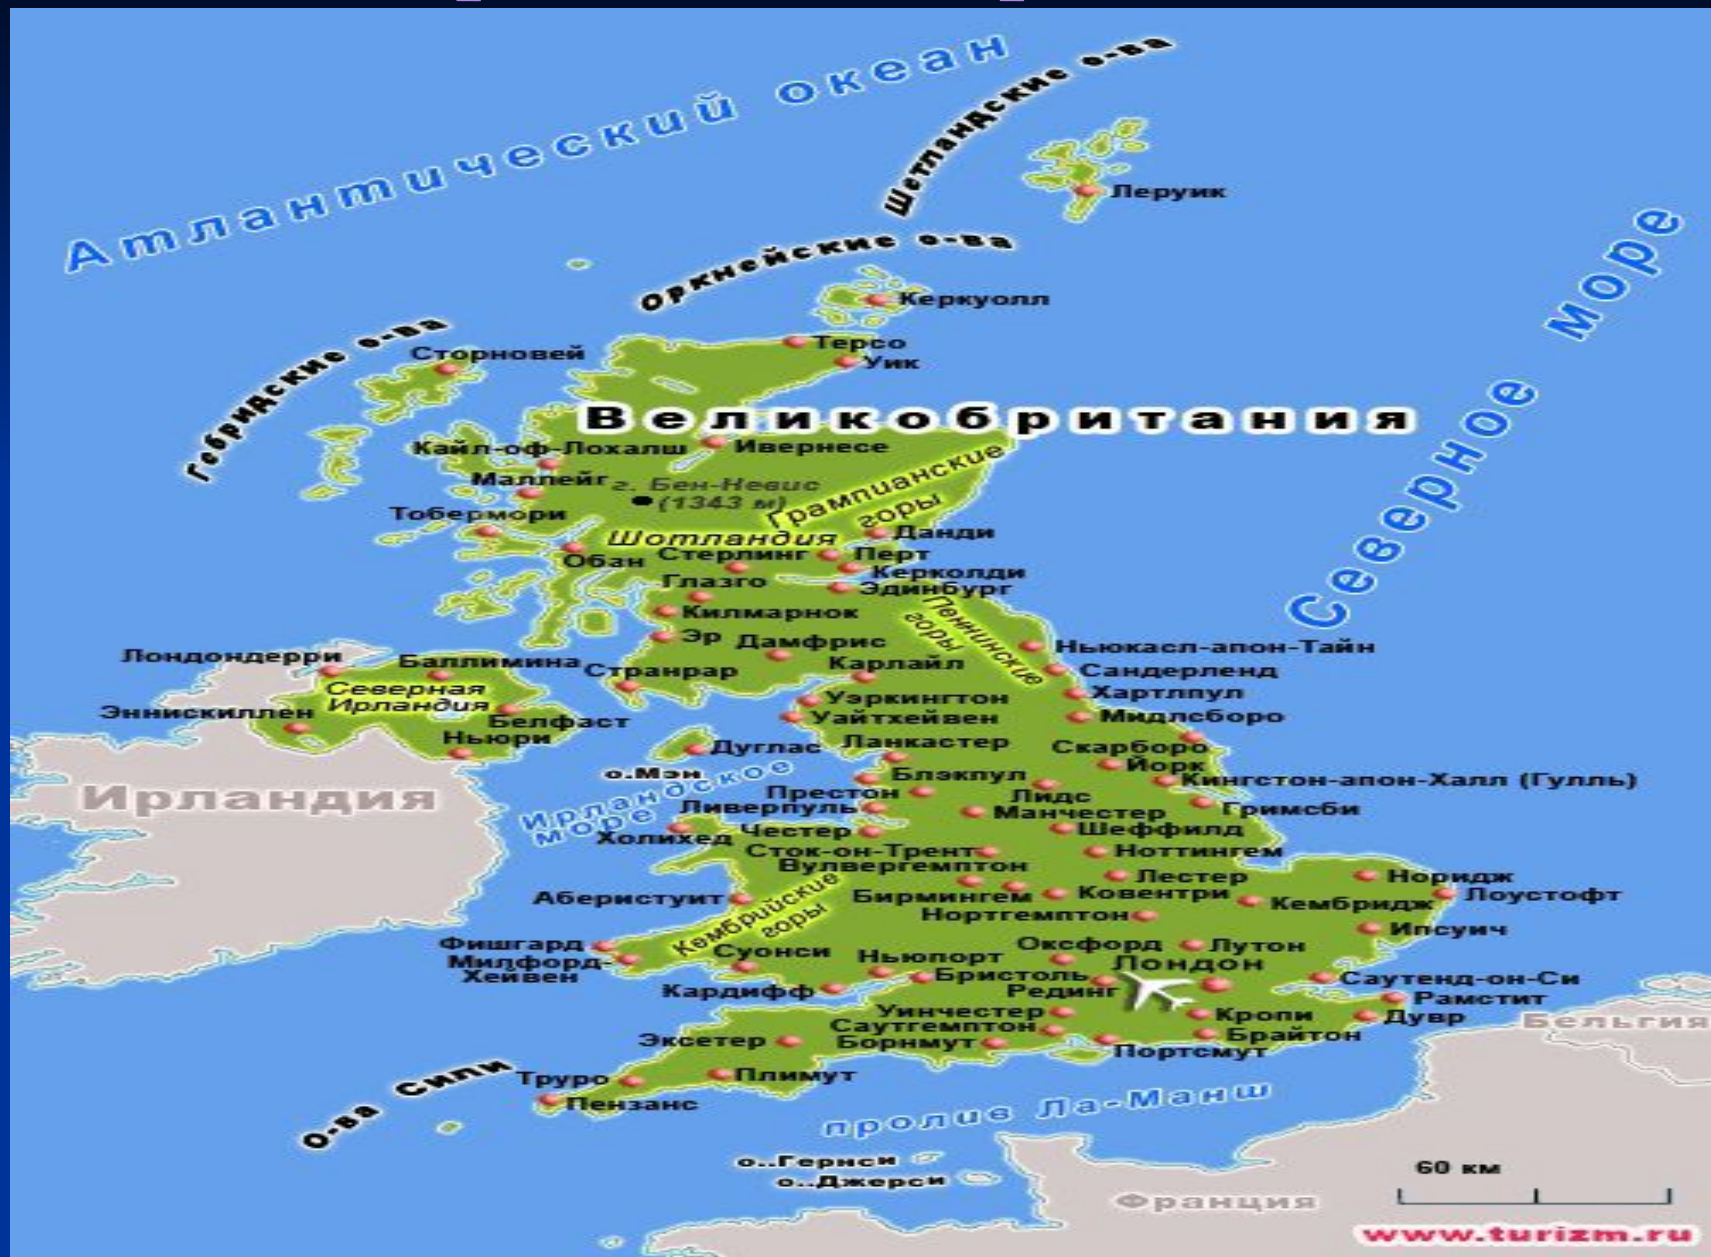 Атлантический океан
Шетландские о-ва
Леруик
Оркнейские о-ва
Керкуолл
Северное море
Гебридские о-ва
Сторновей
Терсо
Уик
Великобритания
Кайл-оф-Лохалш
Ивернесе
Маллейг
г. Бен-Невис
(1343 м)
Грампианские
горы
Тобермори
Шотландия
Данди
Обан
Стерлинг
Перт
Керколди
Глазго
Эдинбург
Килмарнок
Пеннинские
горы
Эр
Дамфрис
Ньюкасл-апон-Тайн
Лондондерри
Баллимина
Странрар
Карлайл
Сандерленд
Северная
Ирландия
Уэркингтон
Хартлпул
Эннискиллен
Белфаст
Уайтхейвен
Мидлсборо
Ньюри
Дуглас
Ланкастер
Скарборо
о.Мэн
Йорк
Ирландское
море
Блэкпул
Кингстон-апон-Халл (Гулль)
Ирландия
Престон
Лидс
Ливерпуль
Манчестер
Гримсби
Холихед
Честер
Шеффилд
Сток-он-Трент
Ноттингем
Вулвергемптон
Лестер
Норидж
Аберистуит
Кембрийские
горы
Бирмингем
Ковентри
Кембридж
Лоустофт
Нортгемптон
Ипсуич
Фишгард
Суонси
Ньюпорт
Оксфорд
Лутон
Милфорд-
Хейвен
Бристоль
Лондон
Саутенд-он-Си
Кардифф
Рединг
Рамстит
Уинчестер
Кропи
Дувр
Бельгия
Саутгемптон
Эксетер
Борнмут
Брайтон
Портсмут
О-ва Сили
Труро
Плимут
Пензанс
пролив Ла-Манш
о..Гернси
о..Джерси
Франция
60 км
www.turizm.ru